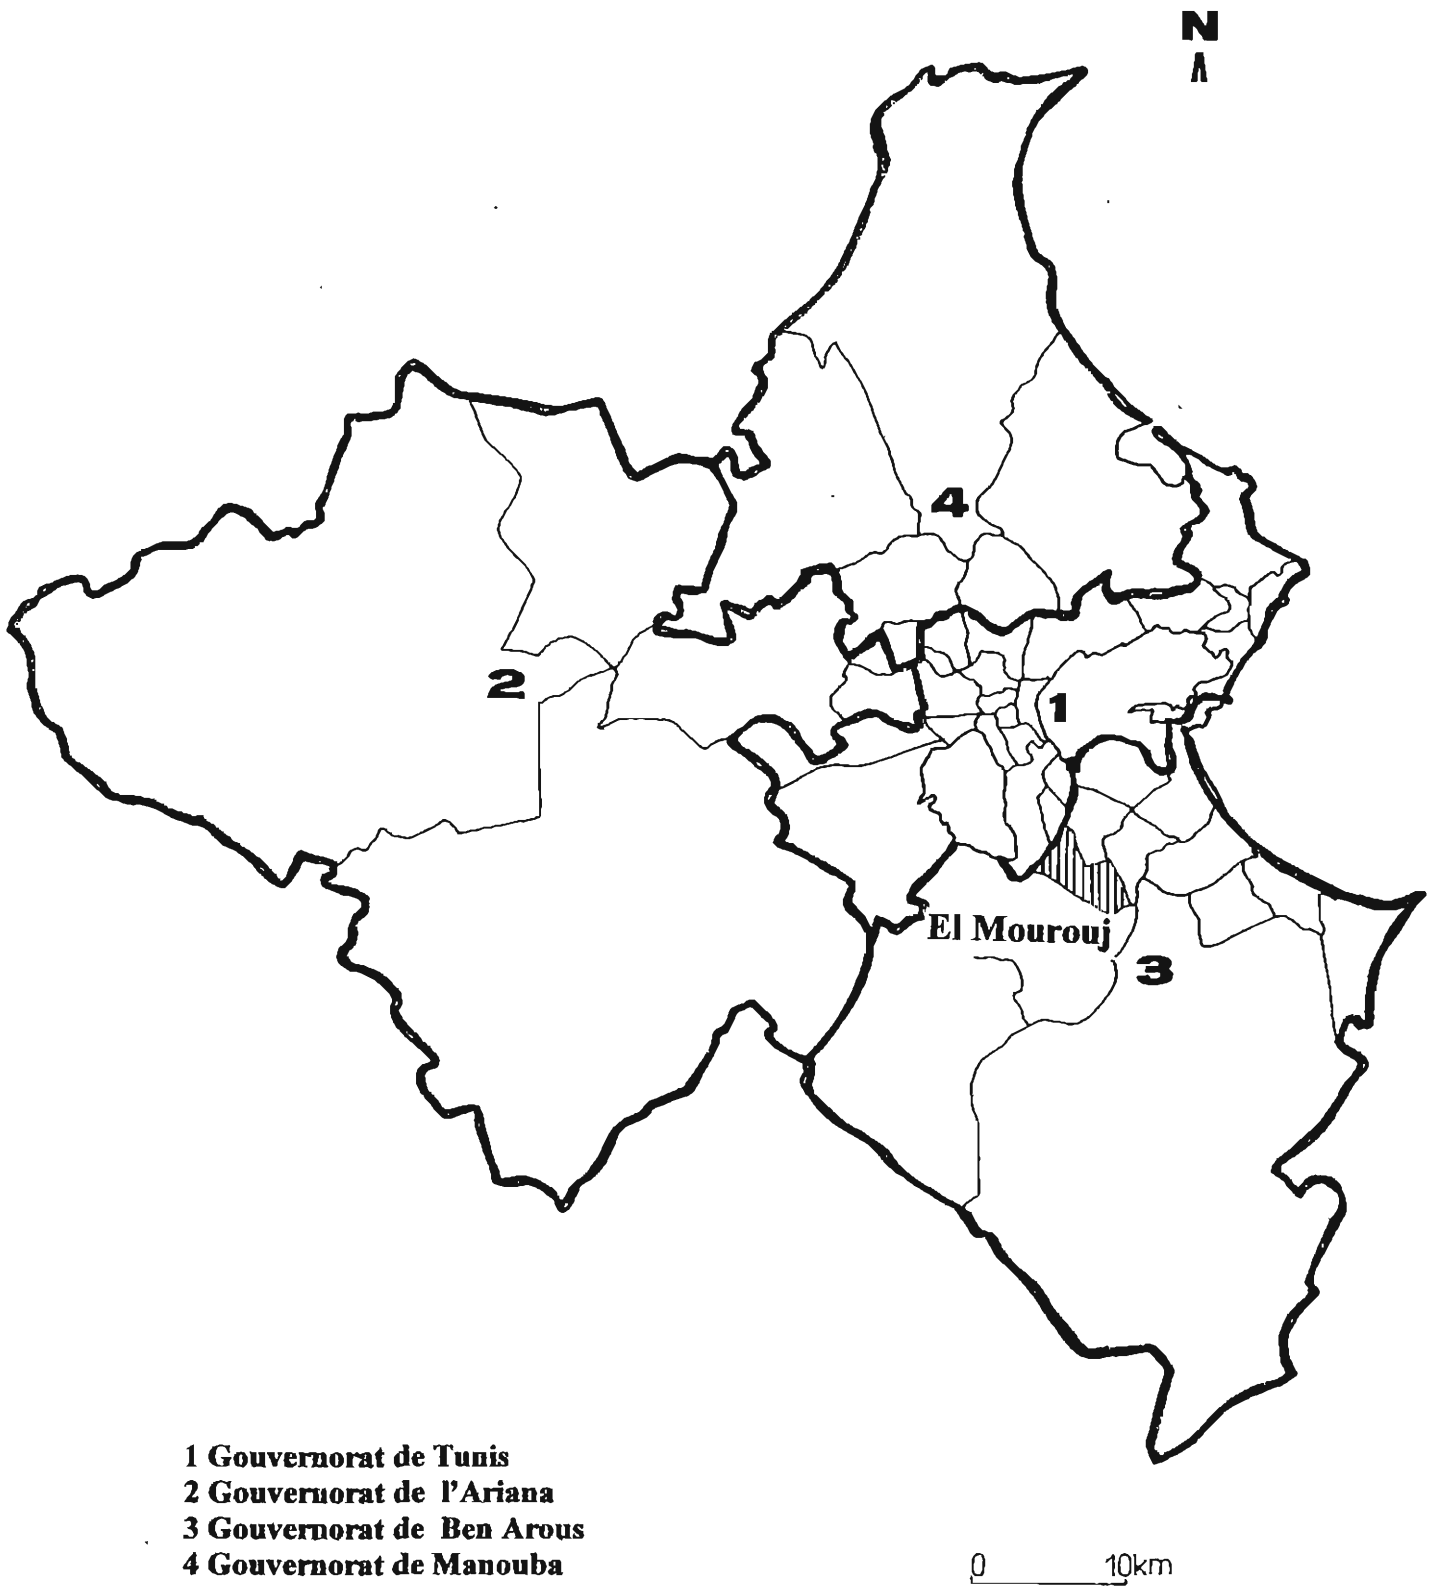 N
4
2
1
El Mourouj
3
1 Gouvernorat de Tunis
2 Gouvernorat de l'Ariana
3 Gouvernorat de Ben Arous
4 Gouvernorat de Manouba
0 10km